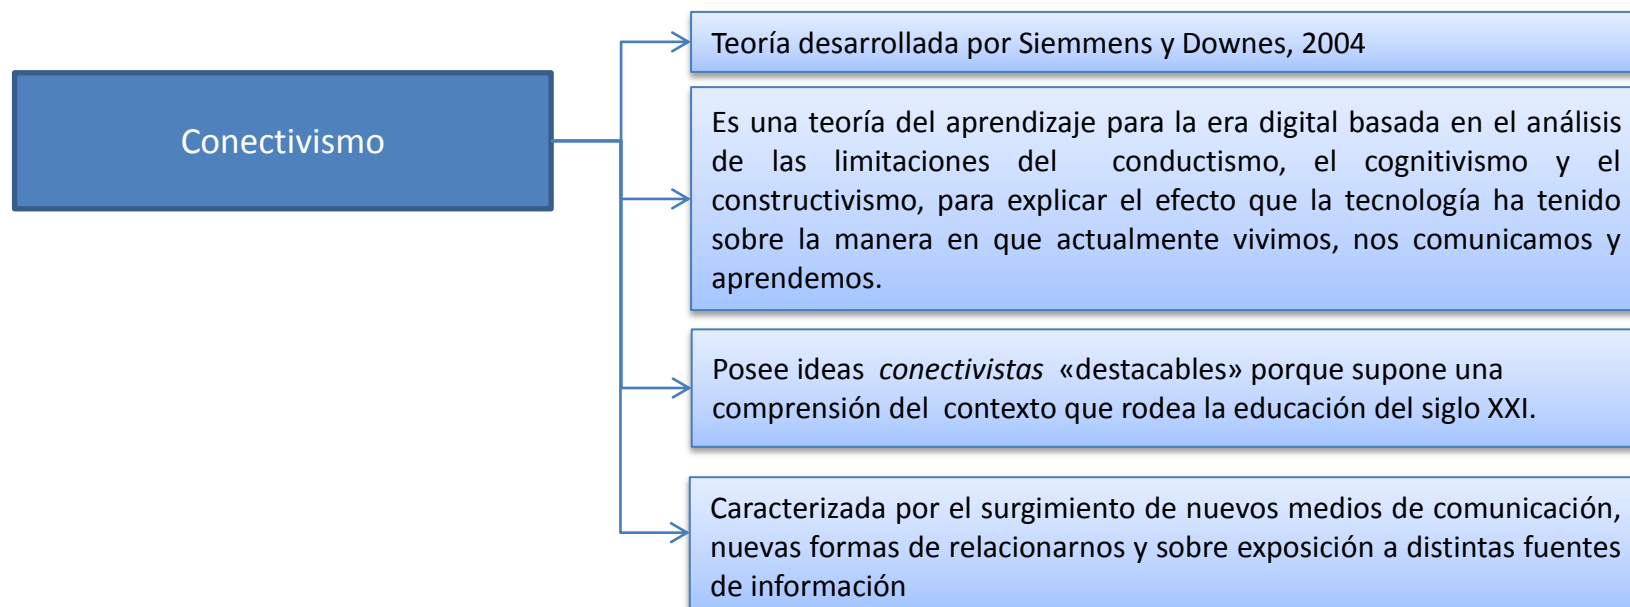 Conectivismo
Teoría desarrollada por Siemmens y Downes, 2004
Es una teoría del aprendizaje para la era digital basada en el análisis
de las limitaciones del conductismo, el cognitivismo y el
constructivismo, para explicar el efecto que la tecnología ha tenido
sobre la manera en que actualmente vivimos, nos comunicamos y
aprendemos.
Posee ideas conectivistas «destacables» porque supone una
comprensión del contexto que rodea la educación del siglo XXI.
Caracterizada por el surgimiento de nuevos medios de comunicación,
nuevas formas de relacionarnos y sobre exposición a distintas fuentes
de información